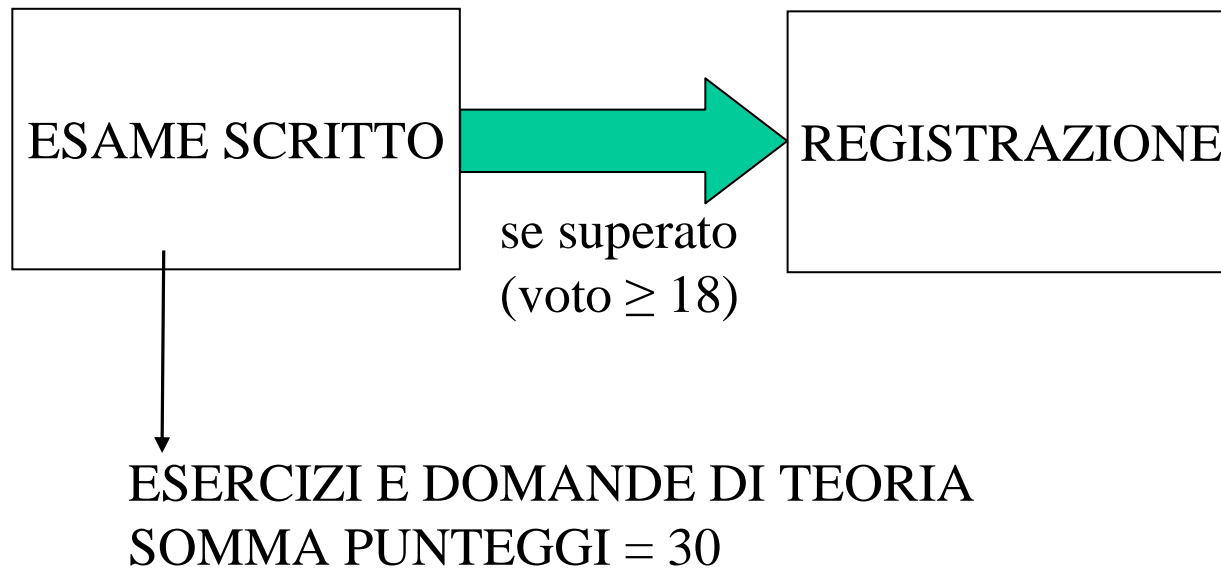 ESAME SCRITTO
REGISTRAZIONE
se superato
(voto ≥ 18)
ESERCIZI E DOMANDE DI TEORIA
SOMMA PUNTEGGI = 30